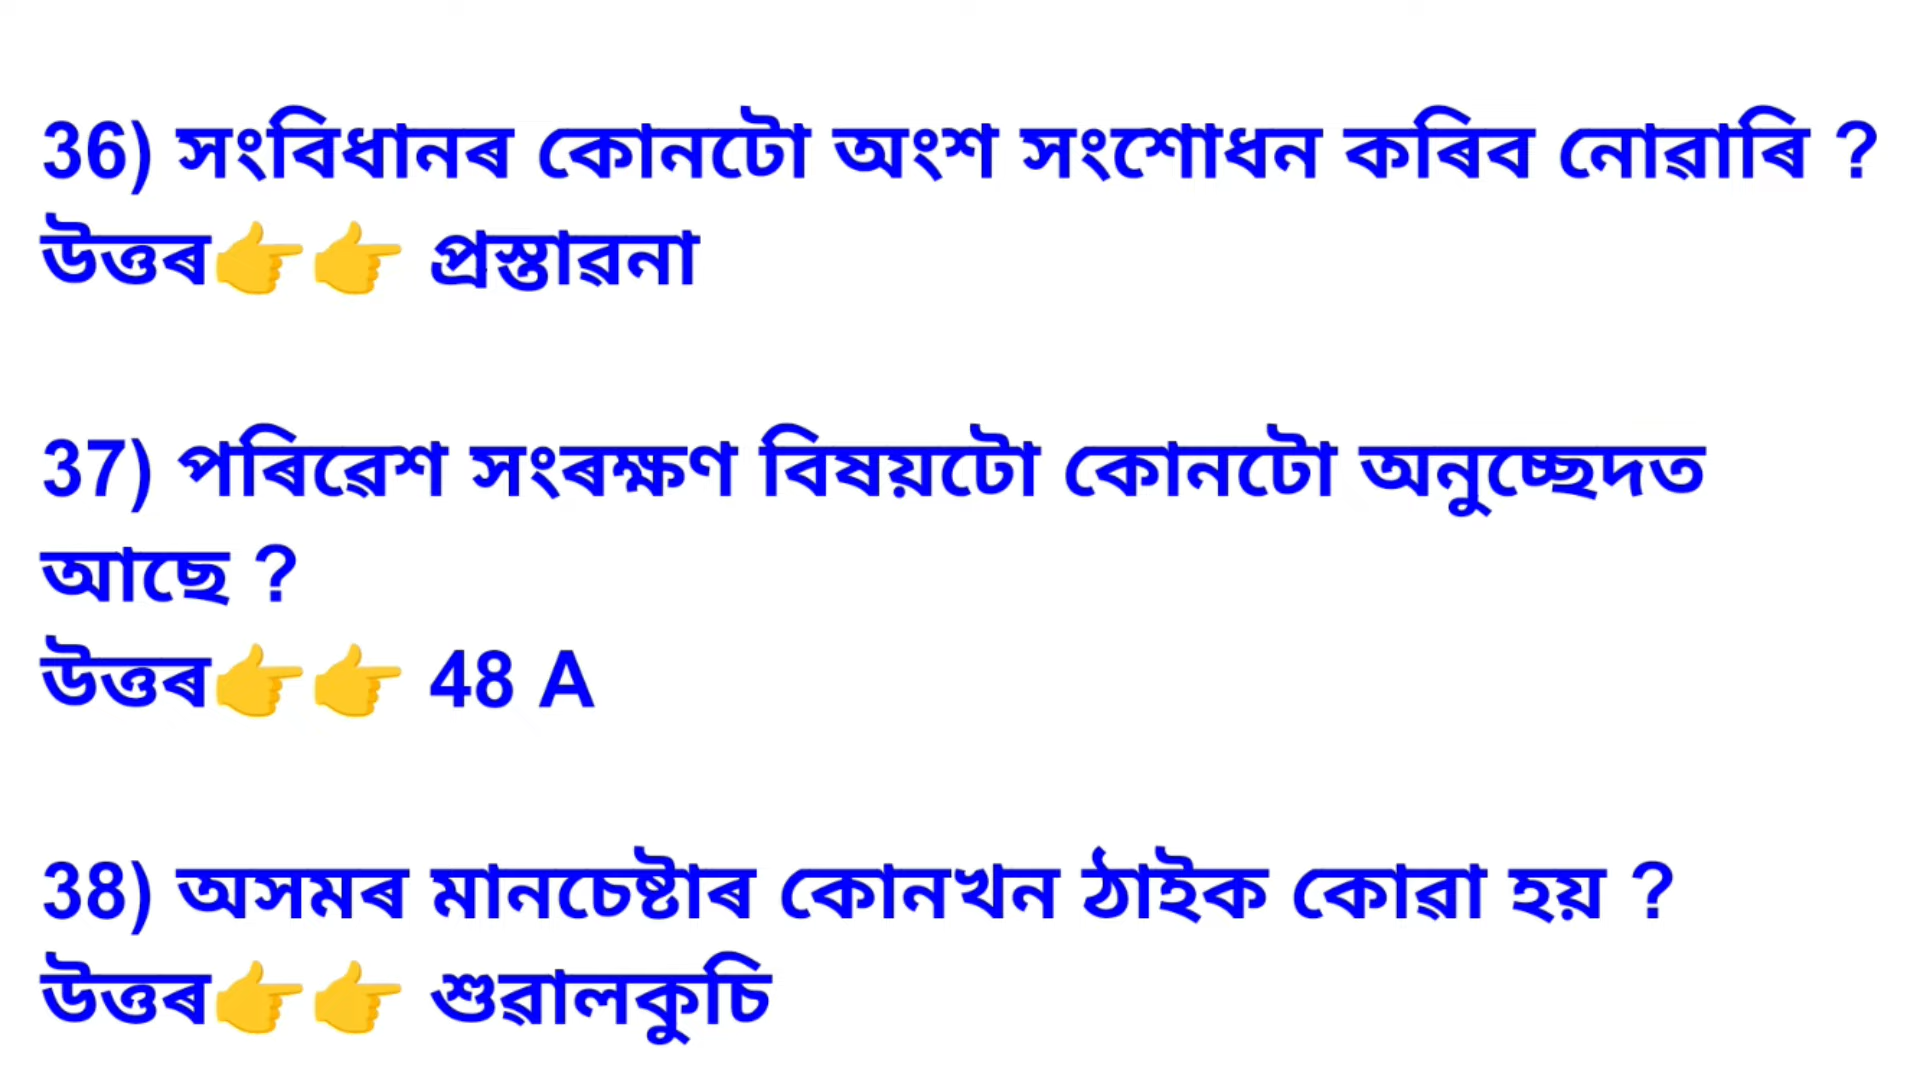 36) সংবিধানৰ কোনটো অংশ সংশোধন কৰিব নোৱাৰি ?
উত্তৰ👉👉 প্ৰস্তাৱনা
37) পৰিৱেশ সংৰক্ষণ বিষয়টো কোনটো অনুচ্ছেদত
আছে ?
উত্তৰ👉👉 48 A
38) অসমৰ মানচেষ্টাৰ কোনখন ঠাইক কোৱা হয় ?
উত্তৰ👉👉 শুৱালকুচি